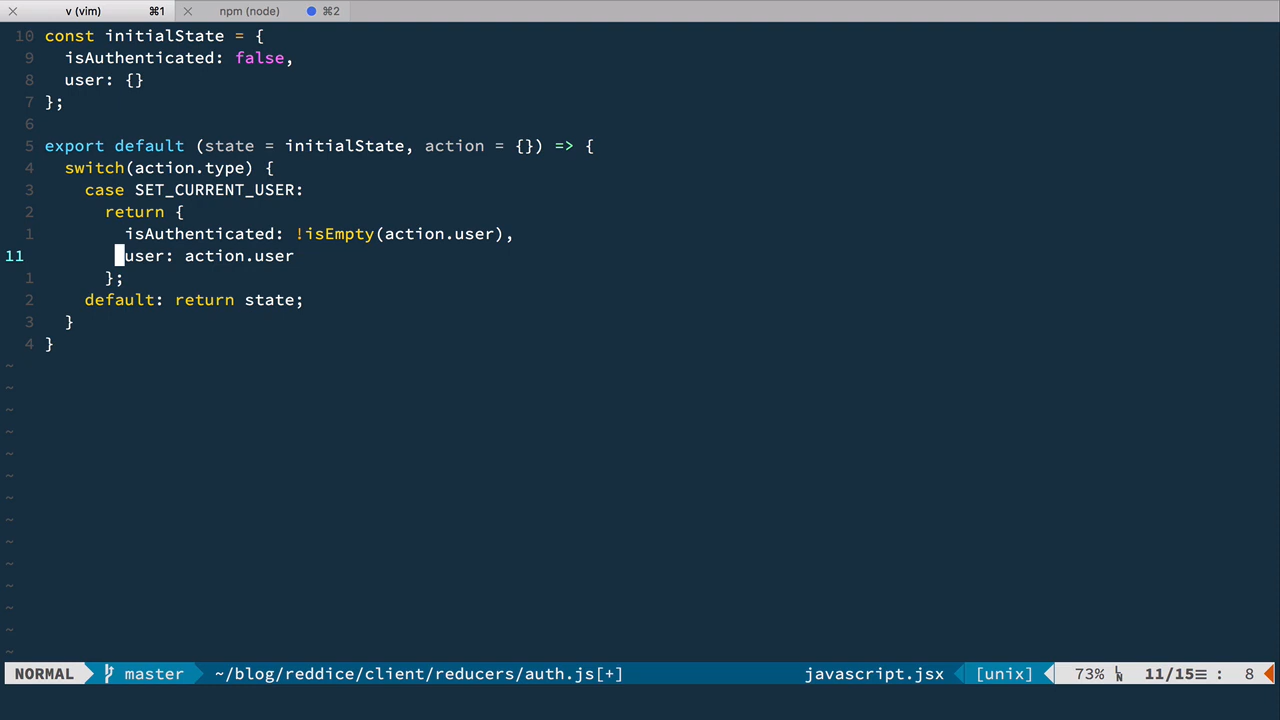 v (vim) ⌘1 npm (node) ⌘2
10 const initialState = {
9   isAuthenticated: false,
8   user: {}
7 };
6
5 export default (state = initialState, action = {}) => {
4   switch(action.type) {
3     case SET_CURRENT_USER:
2       return {
1         isAuthenticated: !isEmpty(action.user),
11         user: action.user
1       };
2     default: return state;
3   }
4 }
~
~
~
~
~
~
~
~
~
~
~
~
~
~
NORMAL master ~/blog/reddice/client/reducers/auth.js[+] javascript.jsx [unix] 73% LN 11/15≡ : 8